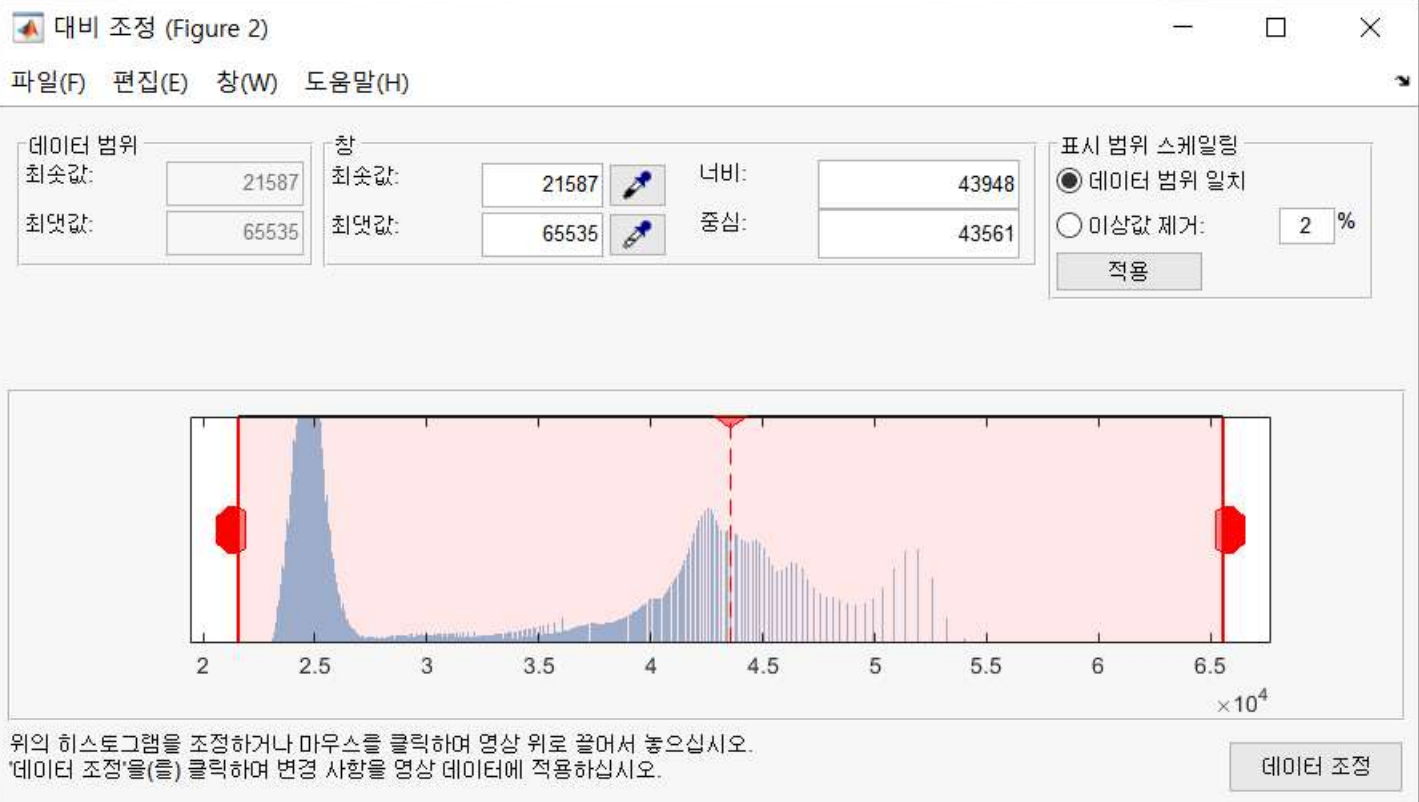 대비 조정 (Figure 2)
파일(F) 편집(E) 창(W) 도움말(H)
데이터 범위
최솟값: 21587
최댓값: 65535
창
최솟값: 21587
최댓값: 65535
너비: 43948
중심: 43561
표시 범위 스케일링
데이터 범위 일치
이상값 제거: 2 %
적용
2 2.5 3 3.5 4 4.5 5 5.5 6 6.5
×10⁴
위의 히스토그램을 조정하거나 마우스를 클릭하여 영상 위로 끌어서 놓으십시오.
'데이터 조정'을(를) 클릭하여 변경 사항을 영상 데이터에 적용하십시오.
데이터 조정